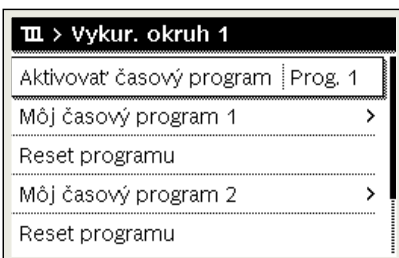 > Vykur. okruh 1
Aktivovať časový program Prog. 1
Môj časový program 1 >
Reset programu
Môj časový program 2 >
Reset programu